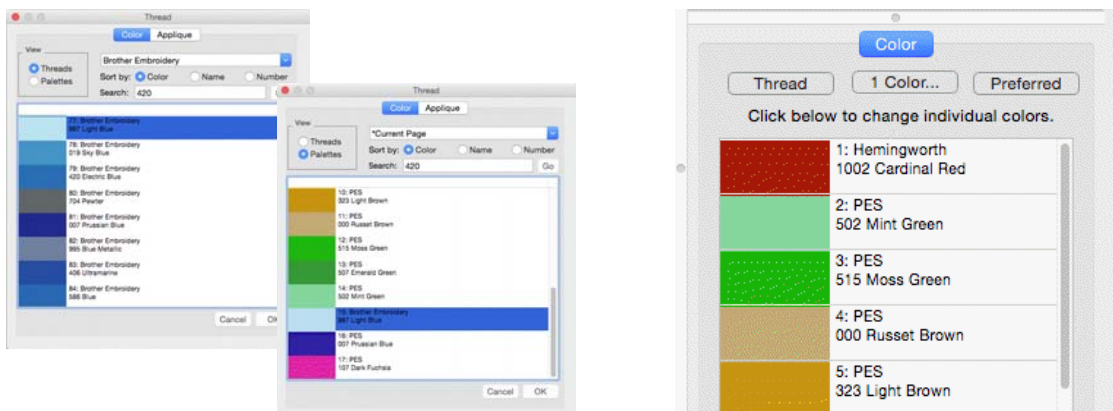 Thread
Color Applique
View
Threads
Palettes
Brother Embroidery
Sort by: Color Name Number
Search: 420
77: Brother Embroidery
987 Light Blue
78: Brother Embroidery
019 Sky Blue
79: Brother Embroidery
420 Electric Blue
80: Brother Embroidery
704 Pewter
81: Brother Embroidery
007 Prussian Blue
82: Brother Embroidery
995 Blue Metallic
83: Brother Embroidery
406 Ultramarine
84: Brother Embroidery
586 Blue
Cancel
Thread
Color Applique
View
Threads
Palettes
*Current Page
Sort by: Color Name Number
Search: 420 Go
10: PES
323 Light Brown
11: PES
000 Russet Brown
12: PES
515 Moss Green
13: PES
507 Emerald Green
14: PES
502 Mint Green
15: Brother Embroidery
987 Light Blue
16: PES
007 Prussian Blue
17: PES
107 Dark Fuchsia
Cancel OK
Color
Thread 1 Color... Preferred
Click below to change individual colors.
1: Hemingworth
1002 Cardinal Red
2: PES
502 Mint Green
3: PES
515 Moss Green
4: PES
000 Russet Brown
5: PES
323 Light Brown